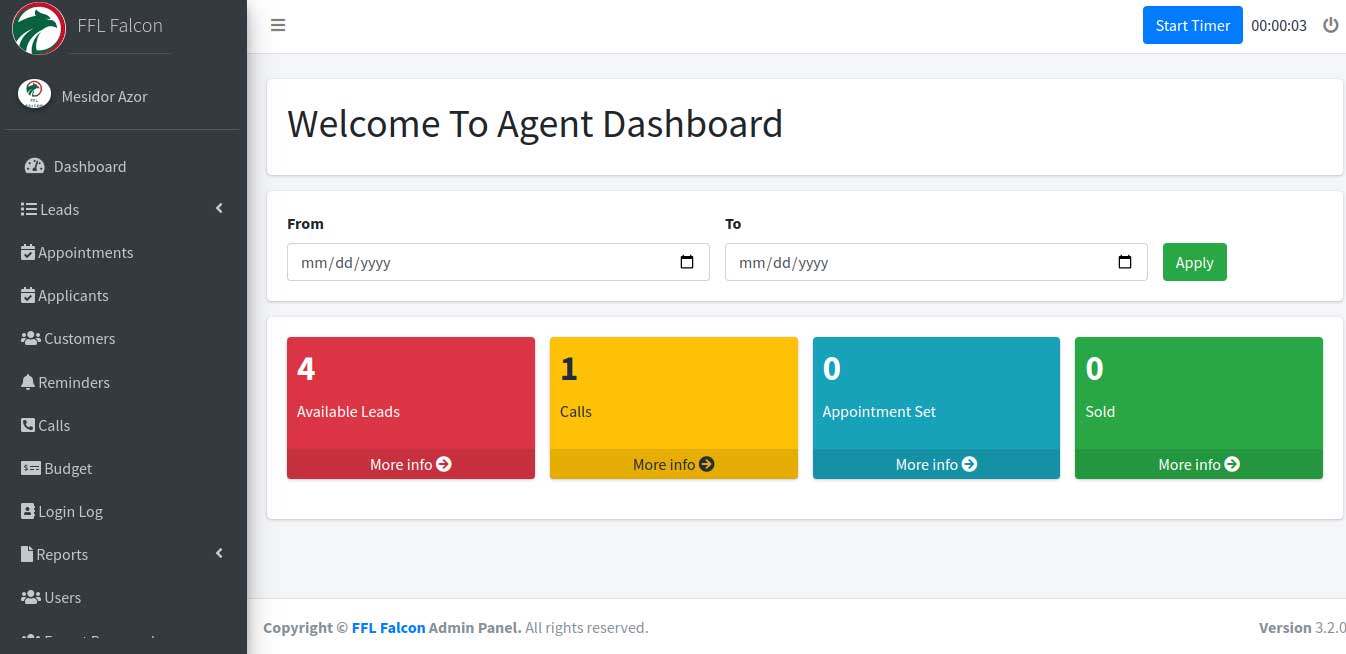 FFL Falcon
Start Timer 00:00:03
Mesidor Azor
Welcome To Agent Dashboard
Dashboard
Leads
Appointments
Applicants
Customers
Reminders
Calls
Budget
Login Log
Reports
Users
From To
mm/dd/yyyy mm/dd/yyyy Apply
4 1 0 0
Available Leads Calls Appointment Set Sold
More info More info More info More info
Copyright © FFL Falcon Admin Panel. All rights reserved. Version 3.2.0